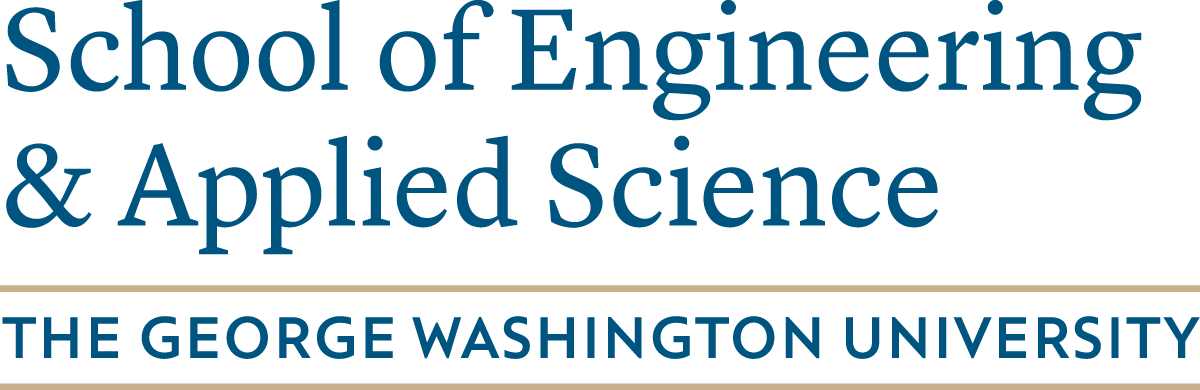 School of Engineering
& Applied Science
THE GEORGE WASHINGTON UNIVERSITY